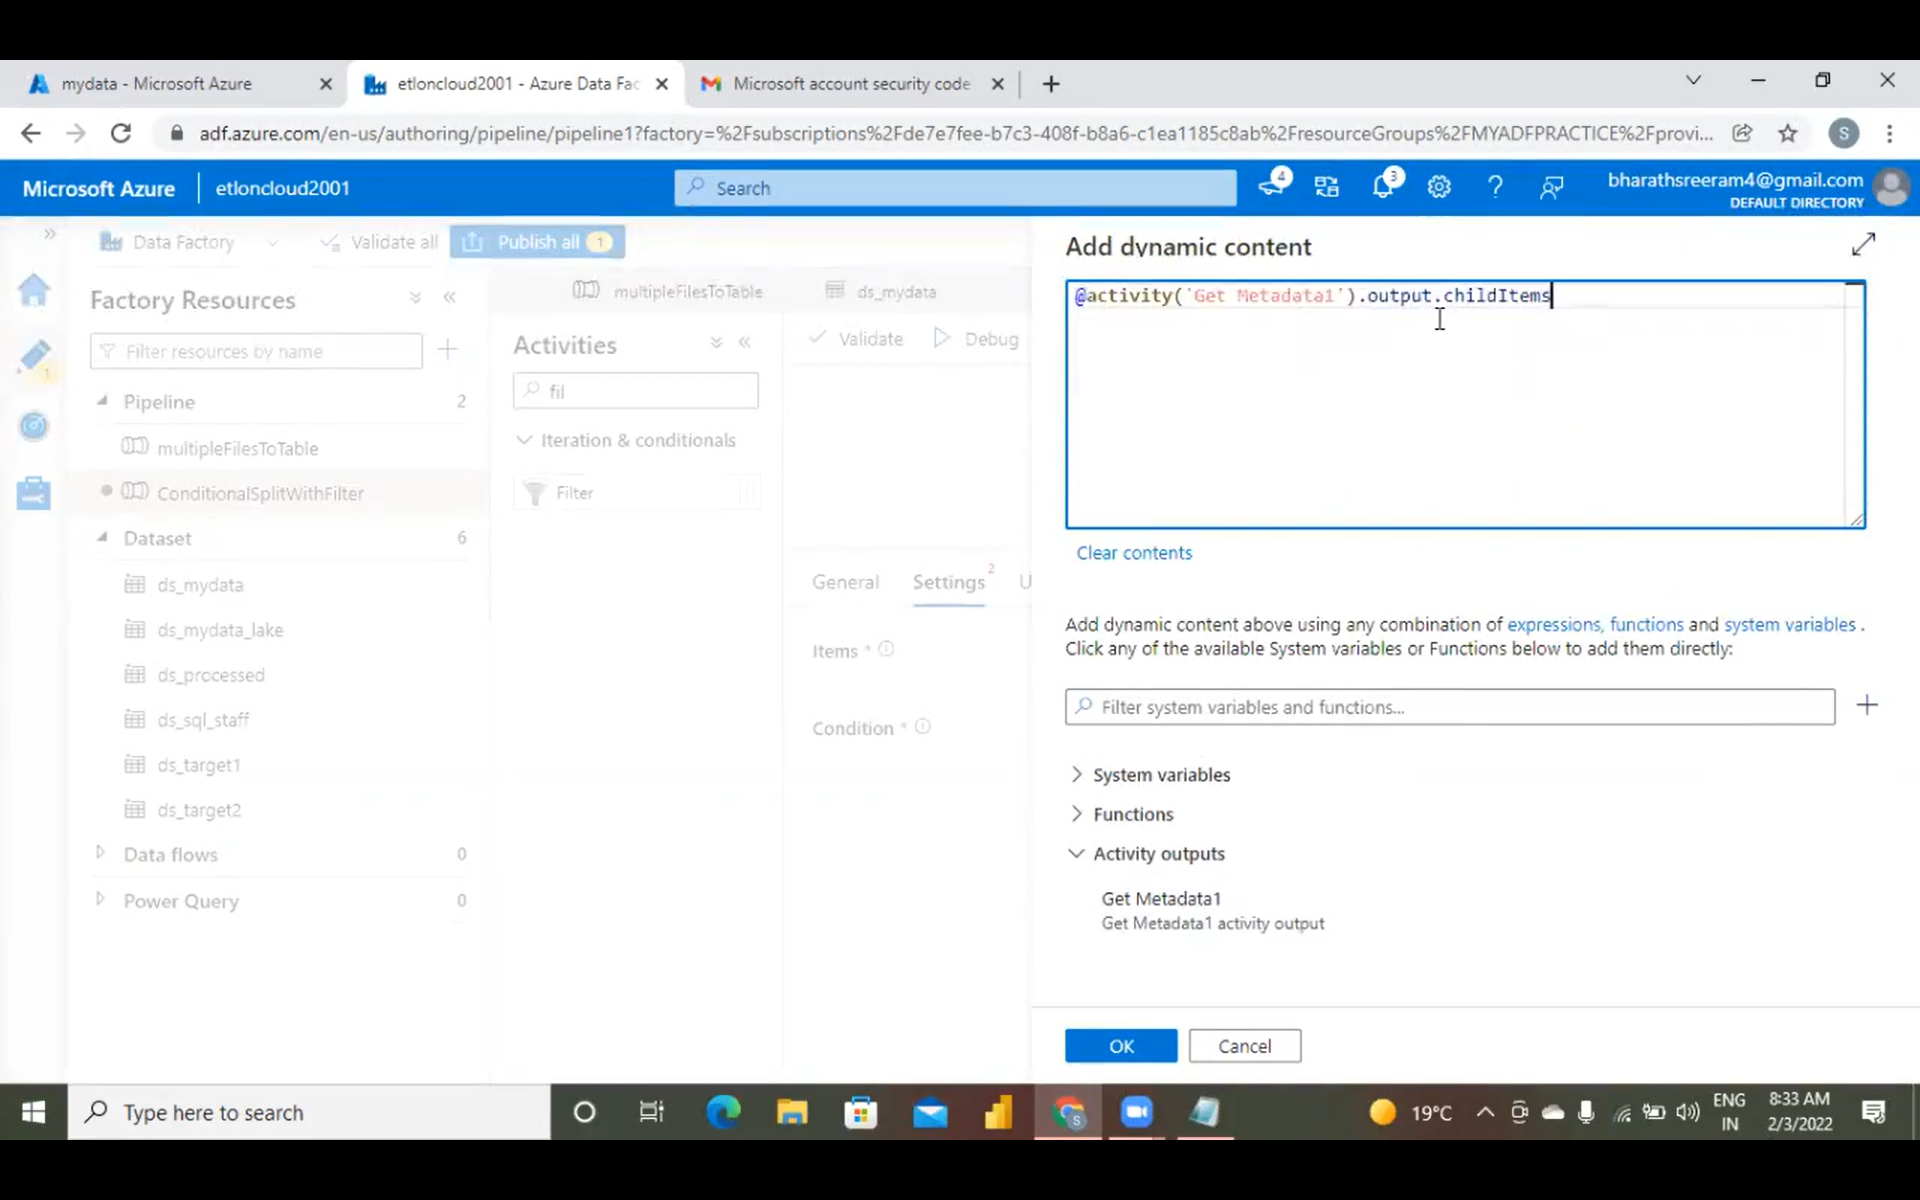 mydata - Microsoft Azure
etloncloud2001 - Azure Data Fac
Microsoft account security code
adf.azure.com/en-us/authoring/pipeline/pipeline1?factory=%2Fsubscriptions%2Fde7e7fee-b7c3-408f-b8a6-c1ea1185c8ab%2FresourceGroups%2FMYADFPRACTICE%2Fprovi...
S
Microsoft Azure
etloncloud2001
Search
4
3
bharathsreeram4@gmail.com
DEFAULT DIRECTORY
Data Factory
Validate all
Publish all 1
Factory Resources
Filter resources by name
Pipeline 2
multipleFilesToTable
ConditionalSplitWithFilter
Dataset 6
ds_mydata
ds_mydata_lake
ds_processed
ds_sql_staff
ds_target1
ds_target2
Data flows 0
Power Query 0
1
multipleFilesToTable
ds_mydata
Activities
fil
Iteration & conditionals
Filter
Validate
Debug
General
Settings 2
U
Items *
Condition *
Add dynamic content
@activity('Get Metadata1').output.childItems
Clear contents
Add dynamic content above using any combination of expressions, functions and system variables .
Click any of the available System variables or Functions below to add them directly:
Filter system variables and functions...
System variables
Functions
Activity outputs
Get Metadata1
Get Metadata1 activity output
OK
Cancel
Type here to search
S
19°C
ENG
IN
8:33 AM
2/3/2022